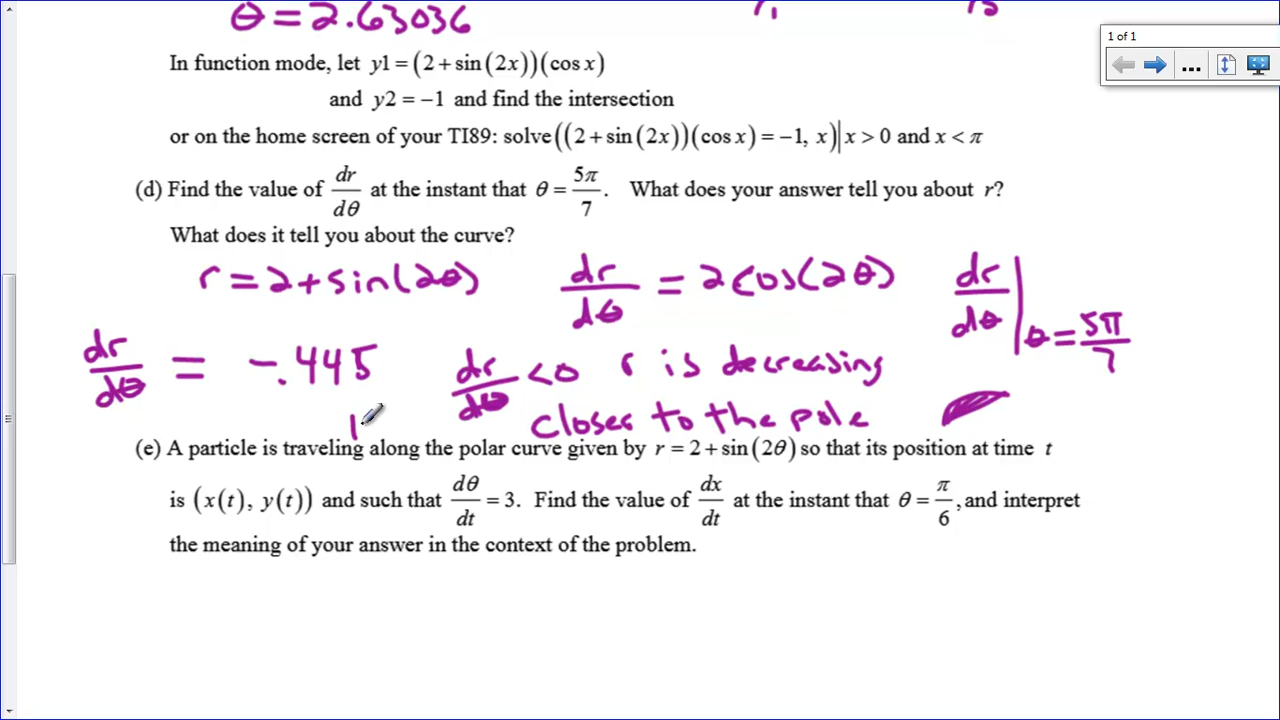 θ = 2.63036
1 of 1
In function mode, let y1 = (2 + sin(2x))(cos x)
and y2 = −1 and find the intersection
or on the home screen of your TI89: solve((2 + sin(2x))(cos x) = −1, x)|x > 0 and x < π
(d) Find the value of dr/dθ at the instant that θ = 5π/7. What does your answer tell you about r?
What does it tell you about the curve?
r = 2 + sin(2θ) dr/dθ = 2cos(2θ) dr/dθ|θ = 5π/7
dr/dθ = −.445 dr/dθ < 0 r is decreasing
closer to the pole
(e) A particle is traveling along the polar curve given by r = 2 + sin(2θ) so that its position at time t
is (x(t), y(t)) and such that dθ/dt = 3. Find the value of dx/dt at the instant that θ = π/6, and interpret
the meaning of your answer in the context of the problem.